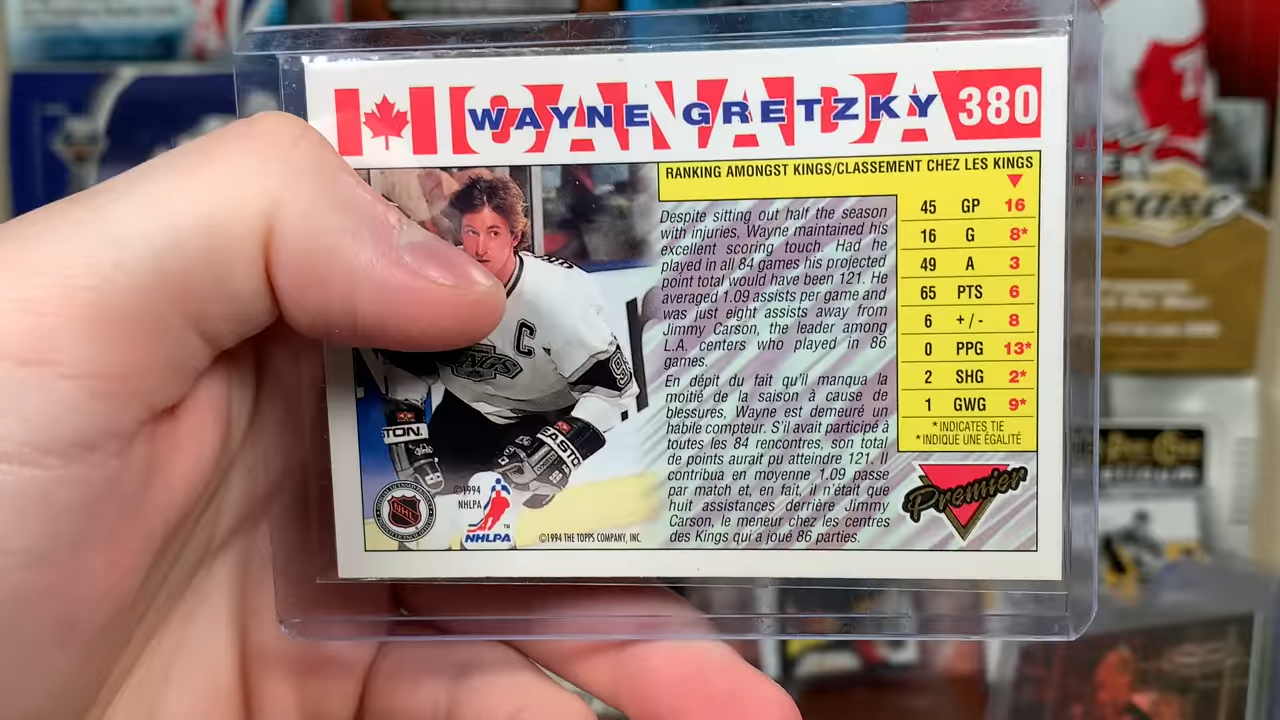 CANADA
WAYNE GRETZKY
380
RANKING AMONGST KINGS/CLASSEMENT CHEZ LES KINGS
Despite sitting out half the season
with injuries, Wayne maintained his
excellent scoring touch. Had he
played in all 84 games his projected
point total would have been 121. He
averaged 1.09 assists per game and
was just eight assists away from
Jimmy Carson, the leader among
L.A. centers who played in 86
games.
En dépit du fait qu'il manqua la
moitié de la saison à cause de
blessures, Wayne est demeuré un
habile compteur. S'il avait participé à
toutes les 84 rencontres, son total
de points aurait pu atteindre 121. Il
contribua en moyenne 1.09 passe
par match et, en fait, il n'était que
huit assistances derrière Jimmy
Carson, le meneur chez les centres
des Kings qui a joué 86 parties.
45 GP 16
16 G 8*
49 A 3
65 PTS 6
6 +/- 8
0 PPG 13*
2 SHG 2*
1 GWG 9*
*INDICATES TIE
*INDIQUE UNE ÉGALITÉ
Premier
C
KINGS
9
STON.
EASTON
NHL
©1994
NHLPA
NHLPA
TM
©1994 THE TOPPS COMPANY, INC.